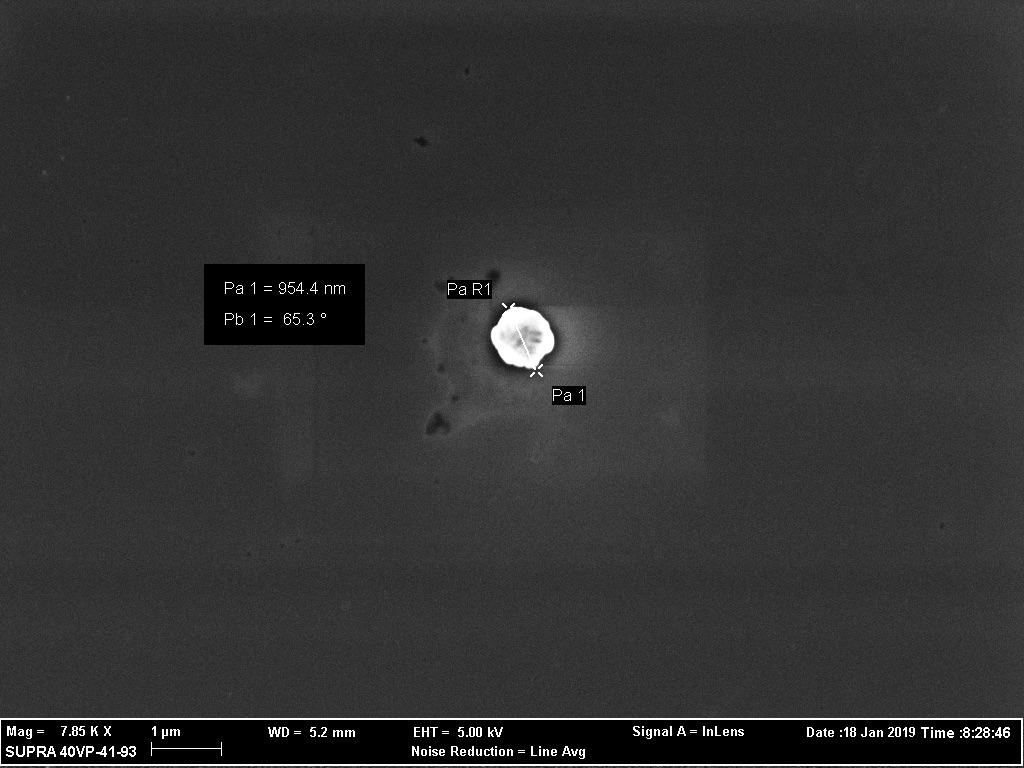 Pa 1 = 954.4 nm
Pb 1 = 65.3 °
Pa R1
Pa 1
Mag = 7.85 K X 1 µm WD = 5.2 mm EHT = 5.00 kV Signal A = InLens Date :18 Jan 2019 Time :8:28:46
SUPRA 40VP-41-93 Noise Reduction = Line Avg